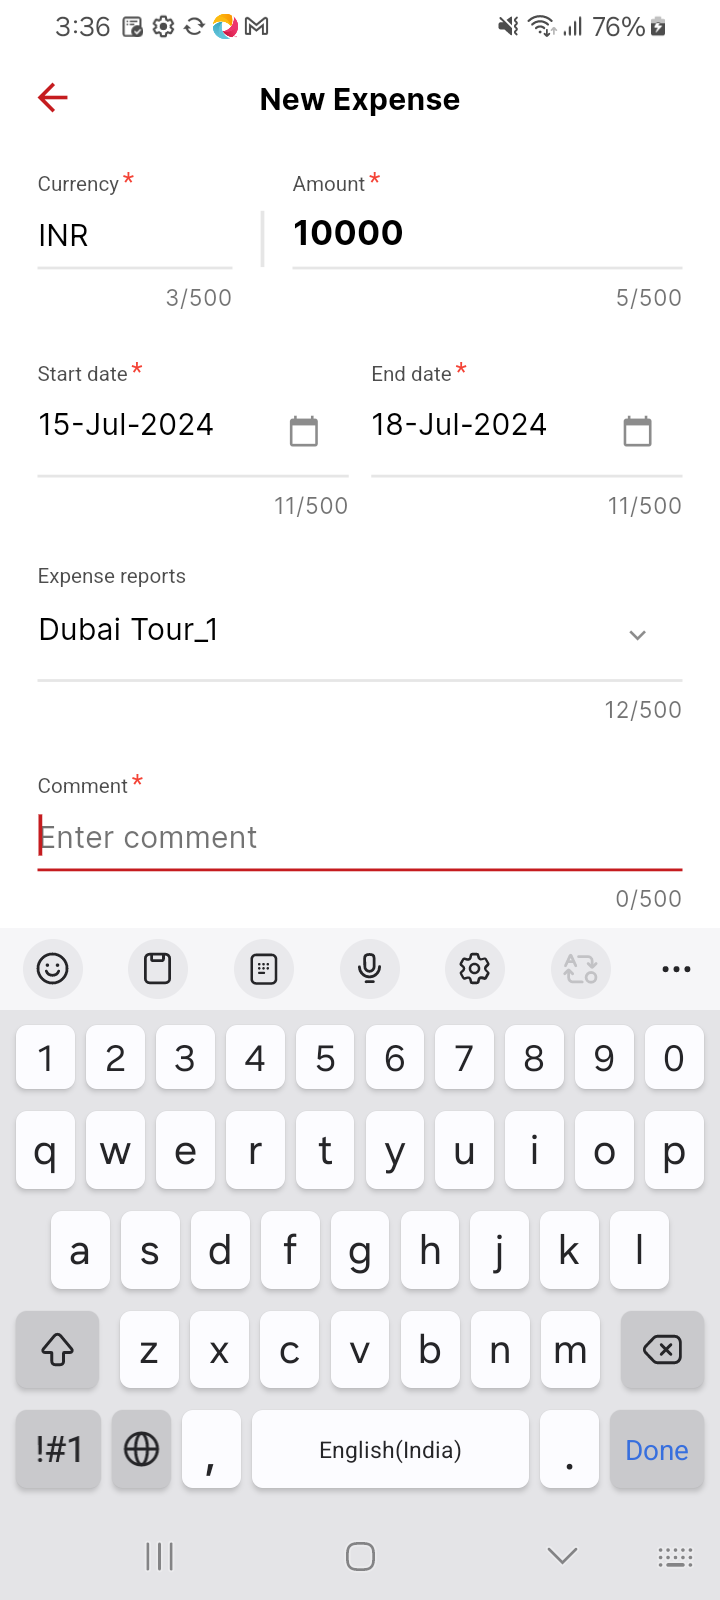 3:36 76%
New Expense
Currency * Amount *
INR 10000
3/500 5/500
Start date * End date *
15-Jul-2024 18-Jul-2024
11/500 11/500
Expense reports
Dubai Tour_1
12/500
Comment *
Enter comment
0/500
1 2 3 4 5 6 7 8 9 0
q w e r t y u i o p
a s d f g h j k l
z x c v b n m
!#1 , English(India) . Done